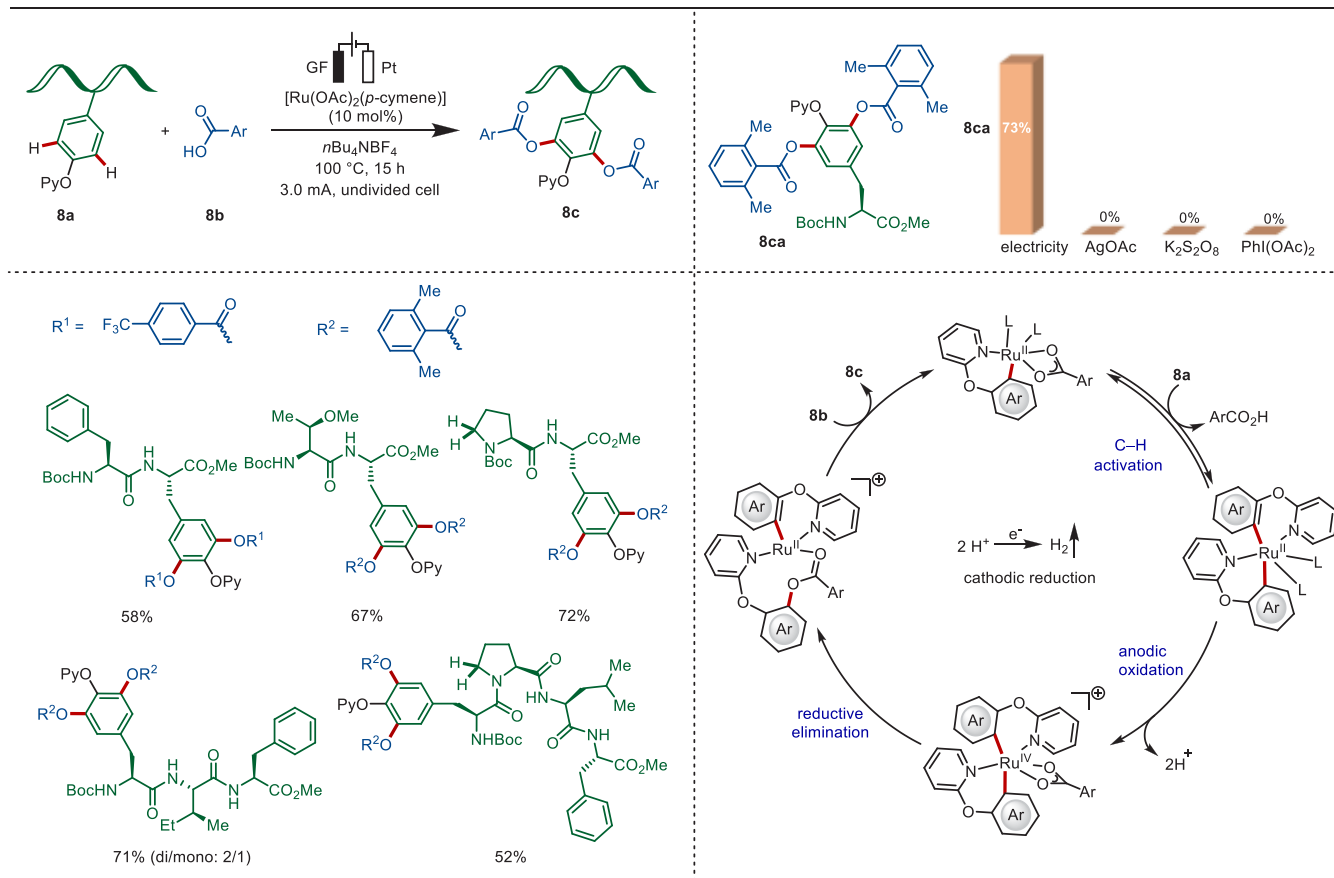 GF
Pt
[Ru(OAc)2(p-cymene)]
(10 mol%)
nBu4NBF4
100 °C, 15 h
3.0 mA, undivided cell
H
H
OPy
8a
+
O
HO
Ar
8b
Ar
O
O
PyO
O
O
Ar
8c
Me
Me
PyO
O
O
Me
O
O
Me
BocHN
CO2Me
8ca
8ca
73%
0%
0%
0%
electricity
AgOAc
K2S2O8
PhI(OAc)2
R1 =
F3C
O
R2 =
Me
O
Me
BocHN
O
H
N
CO2Me
OR1
R1O
OPy
58%
Me
OMe
BocHN
O
H
N
CO2Me
OR2
R2O
OPy
67%
H
H
N
Boc
O
H
N
CO2Me
OR2
R2O
OPy
72%
PyO
OR2
R2O
BocHN
O
H
N
Et
Me
O
N
H
CO2Me
71% (di/mono: 2/1)
R2O
PyO
R2O
H
H
N
O
NHBoc
O
HN
Me
Me
O
H
N
CO2Me
52%
L
L
N
RuII
O
O
Ar
O
Ar
8c
8b
8a
ArCO2H
C–H
activation
Ar
O
N
N
RuII
L
L
O
Ar
anodic
oxidation
2H+
2 H+
e-
H2
cathodic reduction
Ar
O
N
N
RuII
O
O
Ar
O
Ar
+
reductive
elimination
Ar
O
N
N
RuIV
O
O
Ar
O
Ar
+